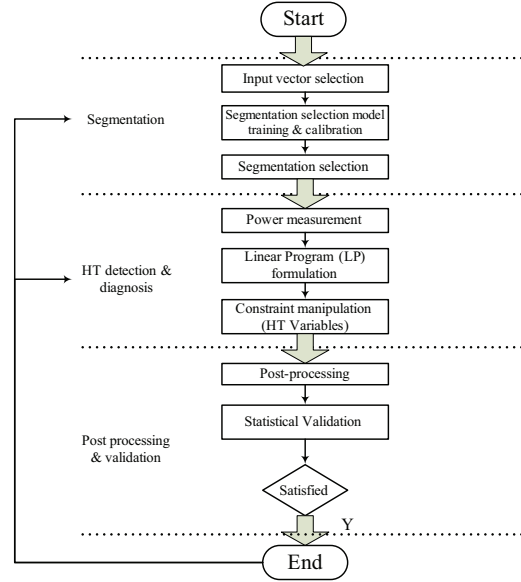 Start
Input vector selection
Segmentation selection model
training & calibration
Segmentation selection
Segmentation
Power measurement
Linear Program (LP)
formulation
Constraint manipulation
(HT Variables)
HT detection &
diagnosis
Post-processing
Statistical Validation
Post processing
& validation
Satisfied
Y
End